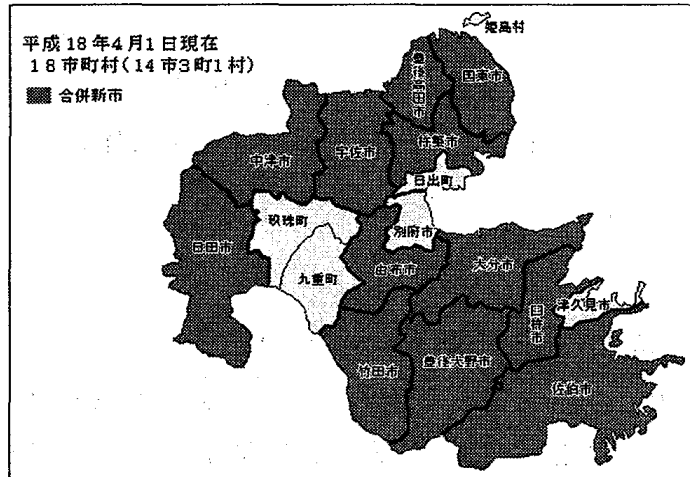 平成18年4月1日現在
18市町村(14市3町1村)
合併新市
姫島村
豊後高田市
国東市
中津市
宇佐市
杵築市
日出町
玖珠町
別府市
日田市
九重町
由布市
大分市
臼杵市
津久見市
竹田市
豊後大野市
佐伯市